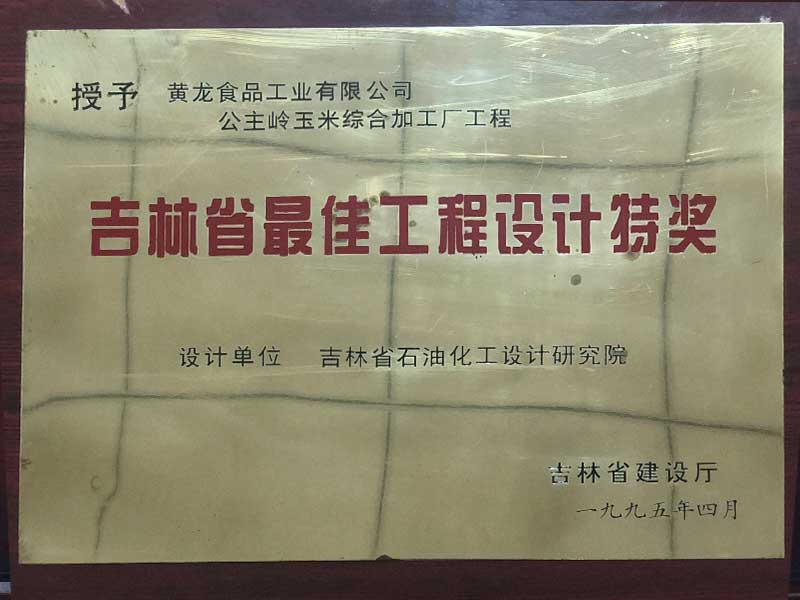 授予 黄龙食品工业有限公司
公主岭玉米综合加工厂工程
吉林省最佳工程设计特奖
设计单位 吉林省石油化工设计研究院
吉林省建设厅
一九九五年四月